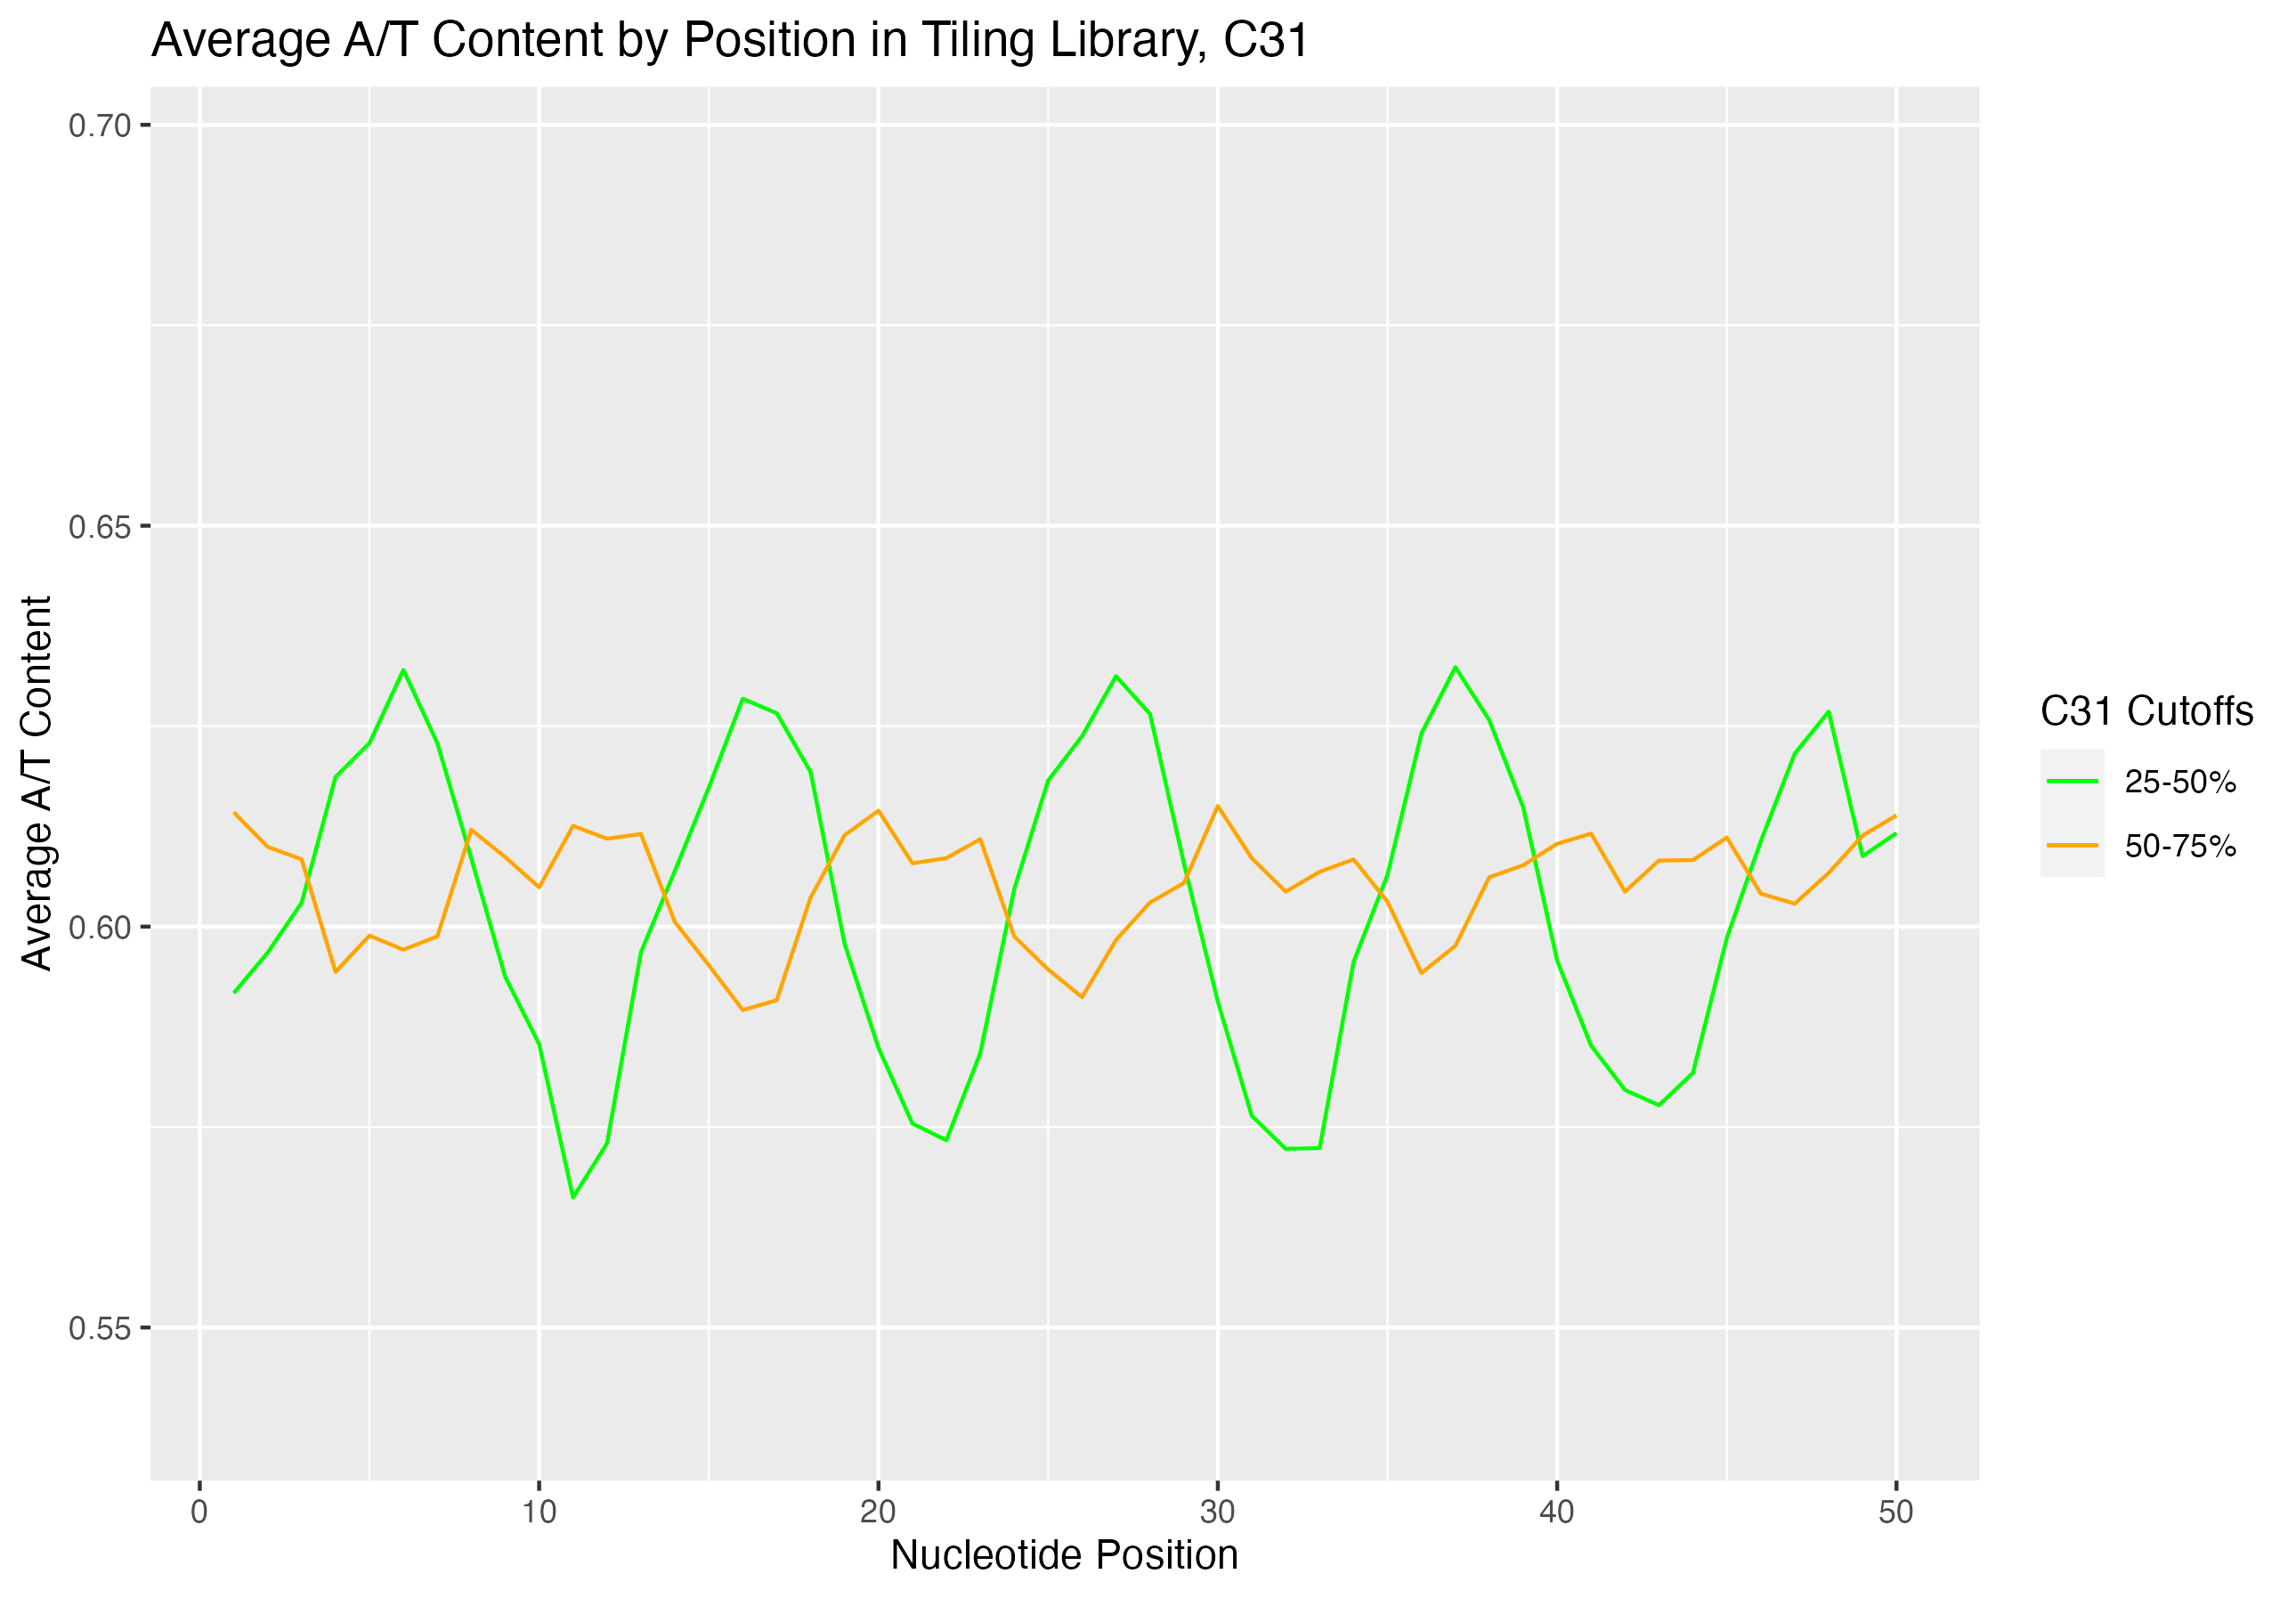 Average A/T Content by Position in Tiling Library, C31
0.70
0.65
0.60
0.55
Average A/T Content
0 10 20 30 40 50
Nucleotide Position
C31 Cutoffs
25-50%
50-75%